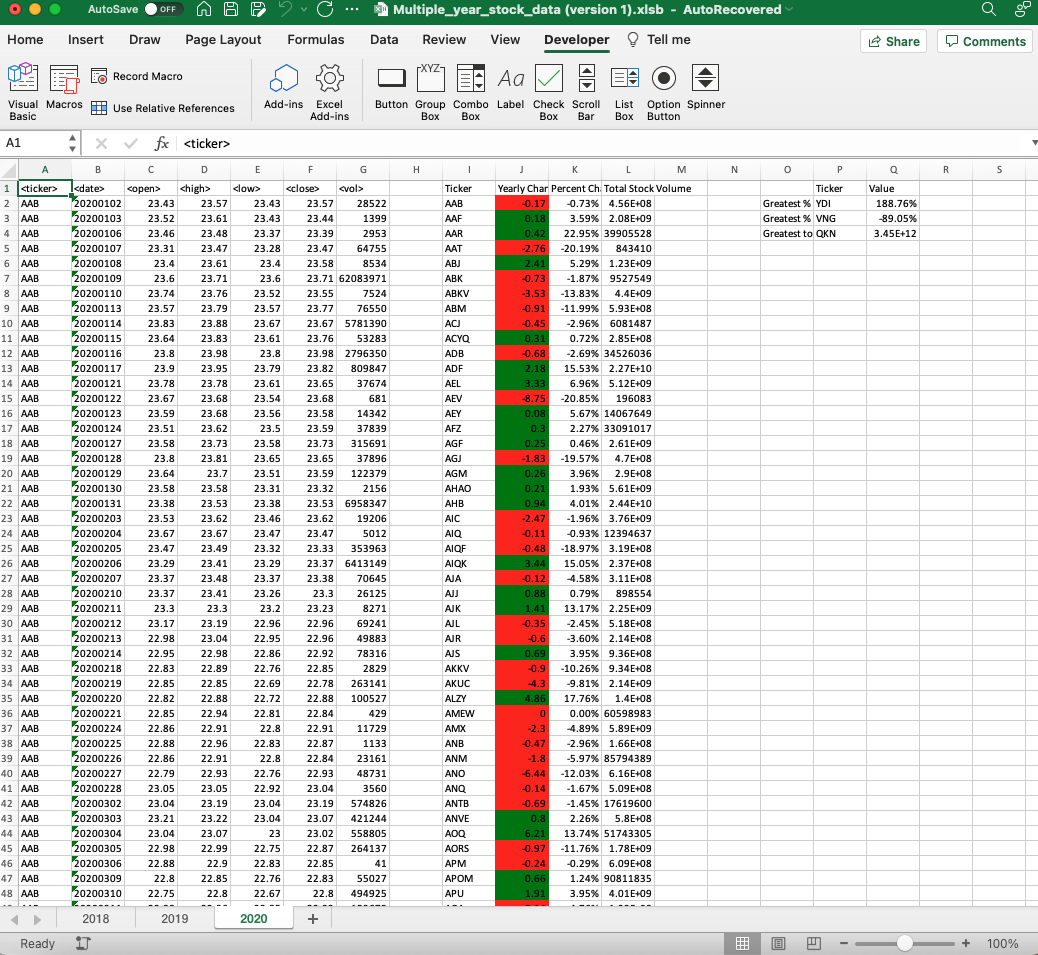 AutoSave OFF Multiple_year_stock_data (version 1).xlsb - AutoRecovered
Home Insert Draw Page Layout Formulas Data Review View Developer Tell me Share Comments
Visual Basic Macros Record Macro Use Relative References Add-ins Excel Add-ins Button XYZ Group Box Combo Box Aa Label Check Box Scroll Bar List Box Option Button Spinner
A1 fx <ticker>
A B C D E F G H I J K L M N O P Q R S
1 <ticker> <date> <open> <high> <low> <close> <vol> Ticker Yearly Char Percent Ch Total Stock Volume Ticker Value
2 AAB 20200102 23.43 23.57 23.43 23.57 28522 AAB -0.17 -0.73% 4.56E+08 Greatest % YDI 188.76%
3 AAB 20200103 23.52 23.61 23.43 23.44 1399 AAF 0.18 3.59% 2.08E+09 Greatest % VNG -89.05%
4 AAB 20200106 23.46 23.48 23.37 23.39 2953 AAR 0.42 22.95% 39905528 Greatest to QKN 3.45E+12
5 AAB 20200107 23.31 23.47 23.28 23.47 64755 AAT -2.76 -20.19% 843410
6 AAB 20200108 23.4 23.61 23.4 23.58 8534 ABJ 2.41 5.29% 1.23E+09
7 AAB 20200109 23.6 23.71 23.6 23.71 62083971 ABK -0.73 -1.87% 9527549
8 AAB 20200110 23.74 23.76 23.52 23.55 7524 ABKV -3.53 -13.83% 4.4E+09
9 AAB 20200113 23.57 23.79 23.57 23.77 76550 ABM -0.91 -11.99% 5.93E+08
10 AAB 20200114 23.83 23.88 23.67 23.67 5781390 ACJ -0.45 -2.96% 6081487
11 AAB 20200115 23.64 23.83 23.61 23.76 53283 ACYQ 0.31 0.72% 2.85E+08
12 AAB 20200116 23.8 23.98 23.8 23.98 2796350 ADB -0.68 -2.69% 34526036
13 AAB 20200117 23.9 23.95 23.79 23.82 809847 ADF 2.18 15.53% 2.27E+10
14 AAB 20200121 23.78 23.78 23.61 23.65 37674 AEL 3.33 6.96% 5.12E+09
15 AAB 20200122 23.67 23.68 23.54 23.68 681 AEV -8.75 -20.85% 196083
16 AAB 20200123 23.59 23.68 23.56 23.58 14342 AEY 0.08 5.67% 14067649
17 AAB 20200124 23.51 23.62 23.5 23.59 37839 AFZ 0.3 2.27% 33091017
18 AAB 20200127 23.58 23.73 23.58 23.73 315691 AGF 0.25 0.46% 2.61E+09
19 AAB 20200128 23.8 23.81 23.65 23.65 37896 AGJ -1.83 -19.57% 4.7E+08
20 AAB 20200129 23.64 23.7 23.51 23.59 122379 AGM 0.26 3.96% 2.9E+08
21 AAB 20200130 23.58 23.58 23.31 23.32 2156 AHAO 0.21 1.93% 5.61E+09
22 AAB 20200131 23.38 23.53 23.38 23.53 6958347 AHB 0.94 4.01% 2.44E+10
23 AAB 20200203 23.53 23.62 23.46 23.62 19206 AIC -2.47 -1.96% 3.76E+09
24 AAB 20200204 23.67 23.67 23.47 23.47 5012 AIQ -0.11 -0.93% 12394637
25 AAB 20200205 23.47 23.49 23.32 23.33 353963 AIQF -0.48 -18.97% 3.19E+08
26 AAB 20200206 23.29 23.41 23.29 23.37 6413149 AIQK 3.44 15.05% 2.37E+08
27 AAB 20200207 23.37 23.48 23.37 23.38 70645 AJA -0.12 -4.58% 3.11E+08
28 AAB 20200210 23.37 23.41 23.26 23.3 26125 AJJ 0.88 0.79% 898554
29 AAB 20200211 23.3 23.3 23.2 23.23 8271 AJK 1.41 13.17% 2.25E+09
30 AAB 20200212 23.17 23.19 22.96 22.96 69241 AJL -0.35 -2.45% 5.18E+08
31 AAB 20200213 22.98 23.04 22.95 22.96 49883 AJR -0.6 -3.60% 2.14E+08
32 AAB 20200214 22.95 22.98 22.86 22.92 78316 AJS 0.69 3.95% 9.36E+08
33 AAB 20200218 22.83 22.89 22.76 22.85 2829 AKKV -0.9 -10.26% 9.34E+08
34 AAB 20200219 22.85 22.85 22.69 22.78 263141 AKUC -4.3 -9.81% 2.14E+09
35 AAB 20200220 22.82 22.88 22.72 22.88 100527 ALZY 4.86 17.76% 1.4E+08
36 AAB 20200221 22.85 22.94 22.81 22.84 429 AMEW 0 0.00% 60598983
37 AAB 20200224 22.86 22.91 22.8 22.91 11729 AMX -2.3 -4.89% 5.89E+09
38 AAB 20200225 22.88 22.96 22.83 22.87 1133 ANB -0.47 -2.96% 1.66E+08
39 AAB 20200226 22.86 22.91 22.8 22.84 23161 ANM -1.8 -5.97% 85794389
40 AAB 20200227 22.79 22.93 22.76 22.93 48731 ANO -6.44 -12.03% 6.16E+08
41 AAB 20200228 23.05 23.05 22.92 23.04 3560 ANQ -0.14 -1.67% 5.09E+08
42 AAB 20200302 23.04 23.19 23.04 23.19 574826 ANTB -0.69 -1.45% 17619600
43 AAB 20200303 23.21 23.22 23.04 23.07 421244 ANVE 0.8 2.26% 5.8E+08
44 AAB 20200304 23.04 23.07 23 23.02 558805 AOQ 6.21 13.74% 51743305
45 AAB 20200305 22.98 22.99 22.75 22.87 264137 AORS -0.97 -11.76% 1.78E+09
46 AAB 20200306 22.88 22.9 22.83 22.85 41 APM -0.24 -0.29% 6.09E+08
47 AAB 20200309 22.8 22.85 22.76 22.83 55027 APOM 0.66 1.24% 90811835
48 AAB 20200310 22.75 22.8 22.67 22.8 494925 APU 1.91 3.95% 4.01E+09
2018 2019 2020 +
Ready 100%